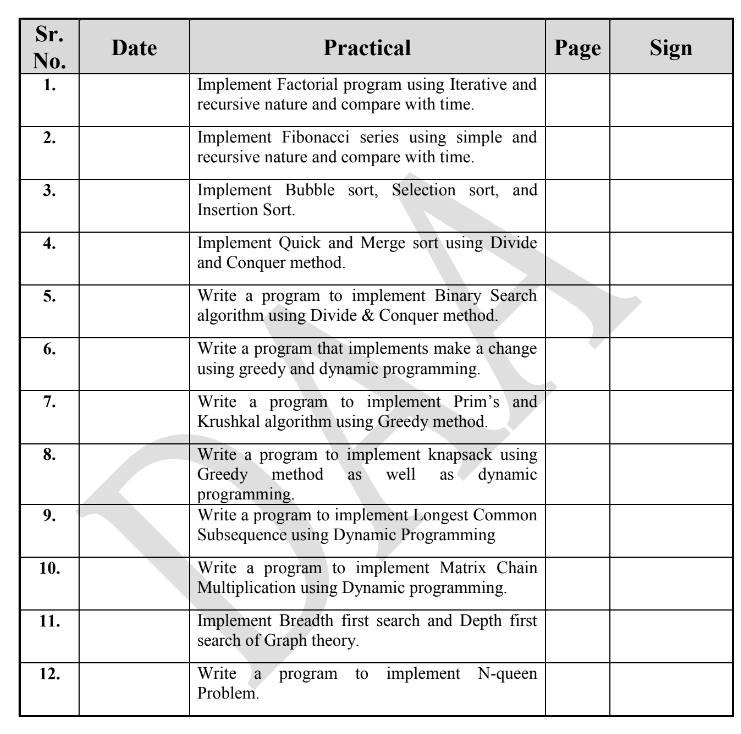 Sr. No. Date Practical Page Sign
1. Implement Factorial program using Iterative and
recursive nature and compare with time.
2. Implement Fibonacci series using simple and
recursive nature and compare with time.
3. Implement Bubble sort, Selection sort, and
Insertion Sort.
4. Implement Quick and Merge sort using Divide
and Conquer method.
5. Write a program to implement Binary Search
algorithm using Divide & Conquer method.
6. Write a program that implements make a change
using greedy and dynamic programming.
7. Write a program to implement Prim's and
Krushkal algorithm using Greedy method.
8. Write a program to implement knapsack using
Greedy method as well as dynamic
programming.
9. Write a program to implement Longest Common
Subsequence using Dynamic Programming
10. Write a program to implement Matrix Chain
Multiplication using Dynamic programming.
11. Implement Breadth first search and Depth first
search of Graph theory.
12. Write a program to implement N-queen
Problem.
DAA